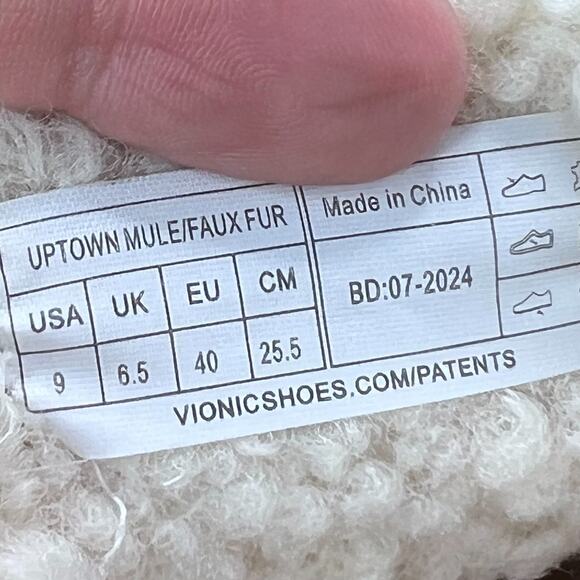 UPTOWN MULE/FAUX FUR
USA UK EU CM
9 6.5 40 25.5
Made in China
BD:07-2024
VIONICSHOES.COM/PATENTS